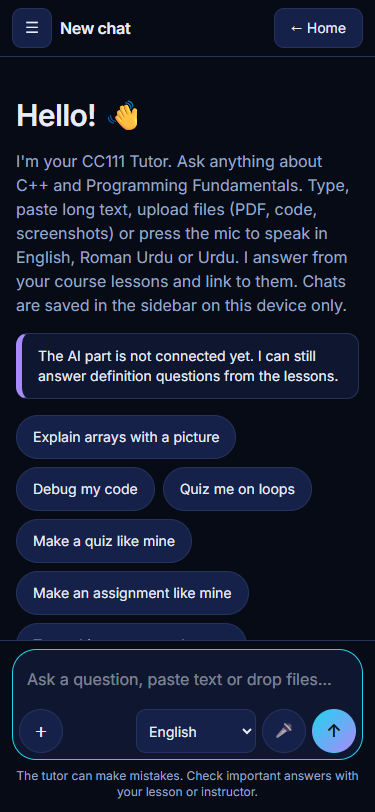 ☰ New chat ← Home
Hello! 👋
I'm your CC111 Tutor. Ask anything about
C++ and Programming Fundamentals. Type,
paste long text, upload files (PDF, code,
screenshots) or press the mic to speak in
English, Roman Urdu or Urdu. I answer from
your course lessons and link to them. Chats
are saved in the sidebar on this device only.
The AI part is not connected yet. I can still
answer definition questions from the lessons.
Explain arrays with a picture
Debug my code Quiz me on loops
Make a quiz like mine
Make an assignment like mine
Ask a question, paste text or drop files...
+ English ↑
The tutor can make mistakes. Check important answers with
your lesson or instructor.